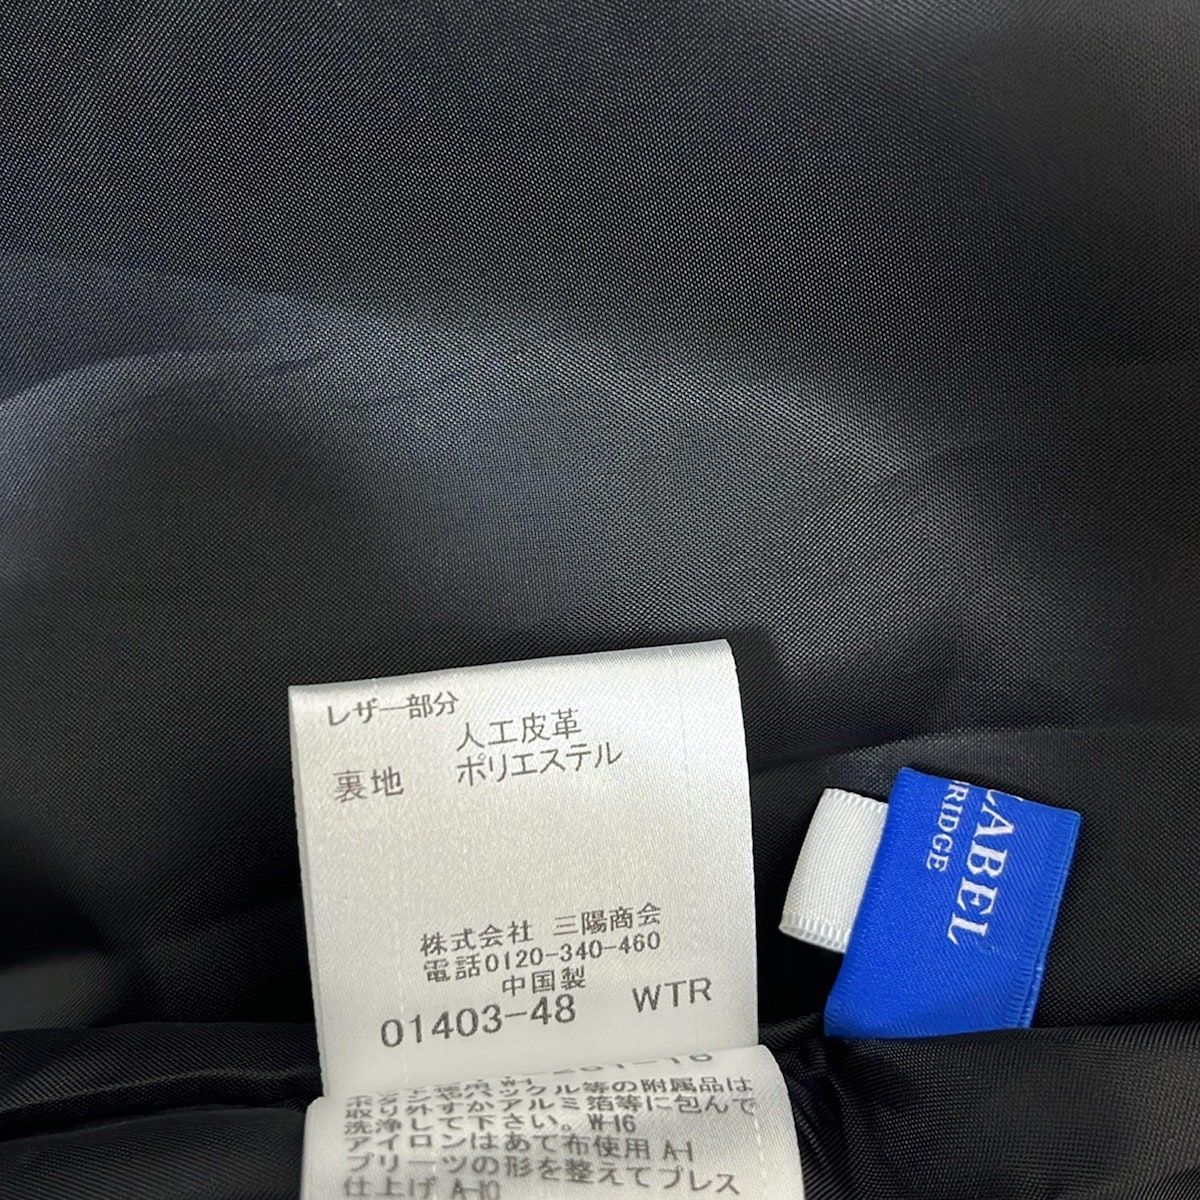 レザー部分
人工皮革
裏地 ポリエステル
株式会社 三陽商会
電話0120-340-460
中国製
01403-48 WTR
ボタンやバックル等の附属品は
取り外すかアルミ箔等に包んで
洗浄して下さい。W-16
アイロンはあて布使用 A-1
プリーツの形を整えてプレス
仕上げ A-10
LABEL
RIDGE